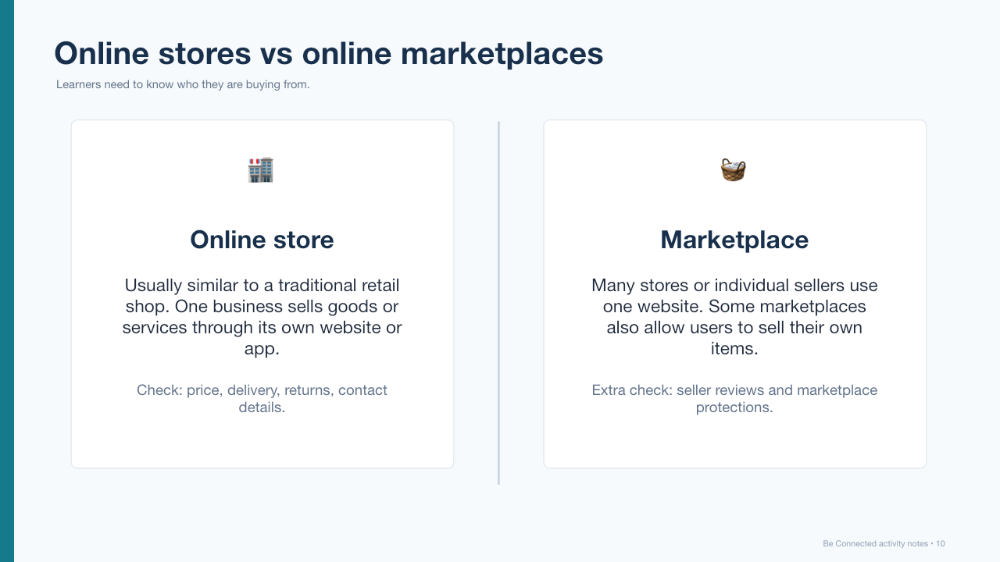 Online stores vs online marketplaces
Learners need to know who they are buying from.
Online store
Usually similar to a traditional retail
shop. One business sells goods or
services through its own website or
app.
Check: price, delivery, returns, contact
details.
Marketplace
Many stores or individual sellers use
one website. Some marketplaces
also allow users to sell their own
items.
Extra check: seller reviews and marketplace
protections.
Be Connected activity notes • 10